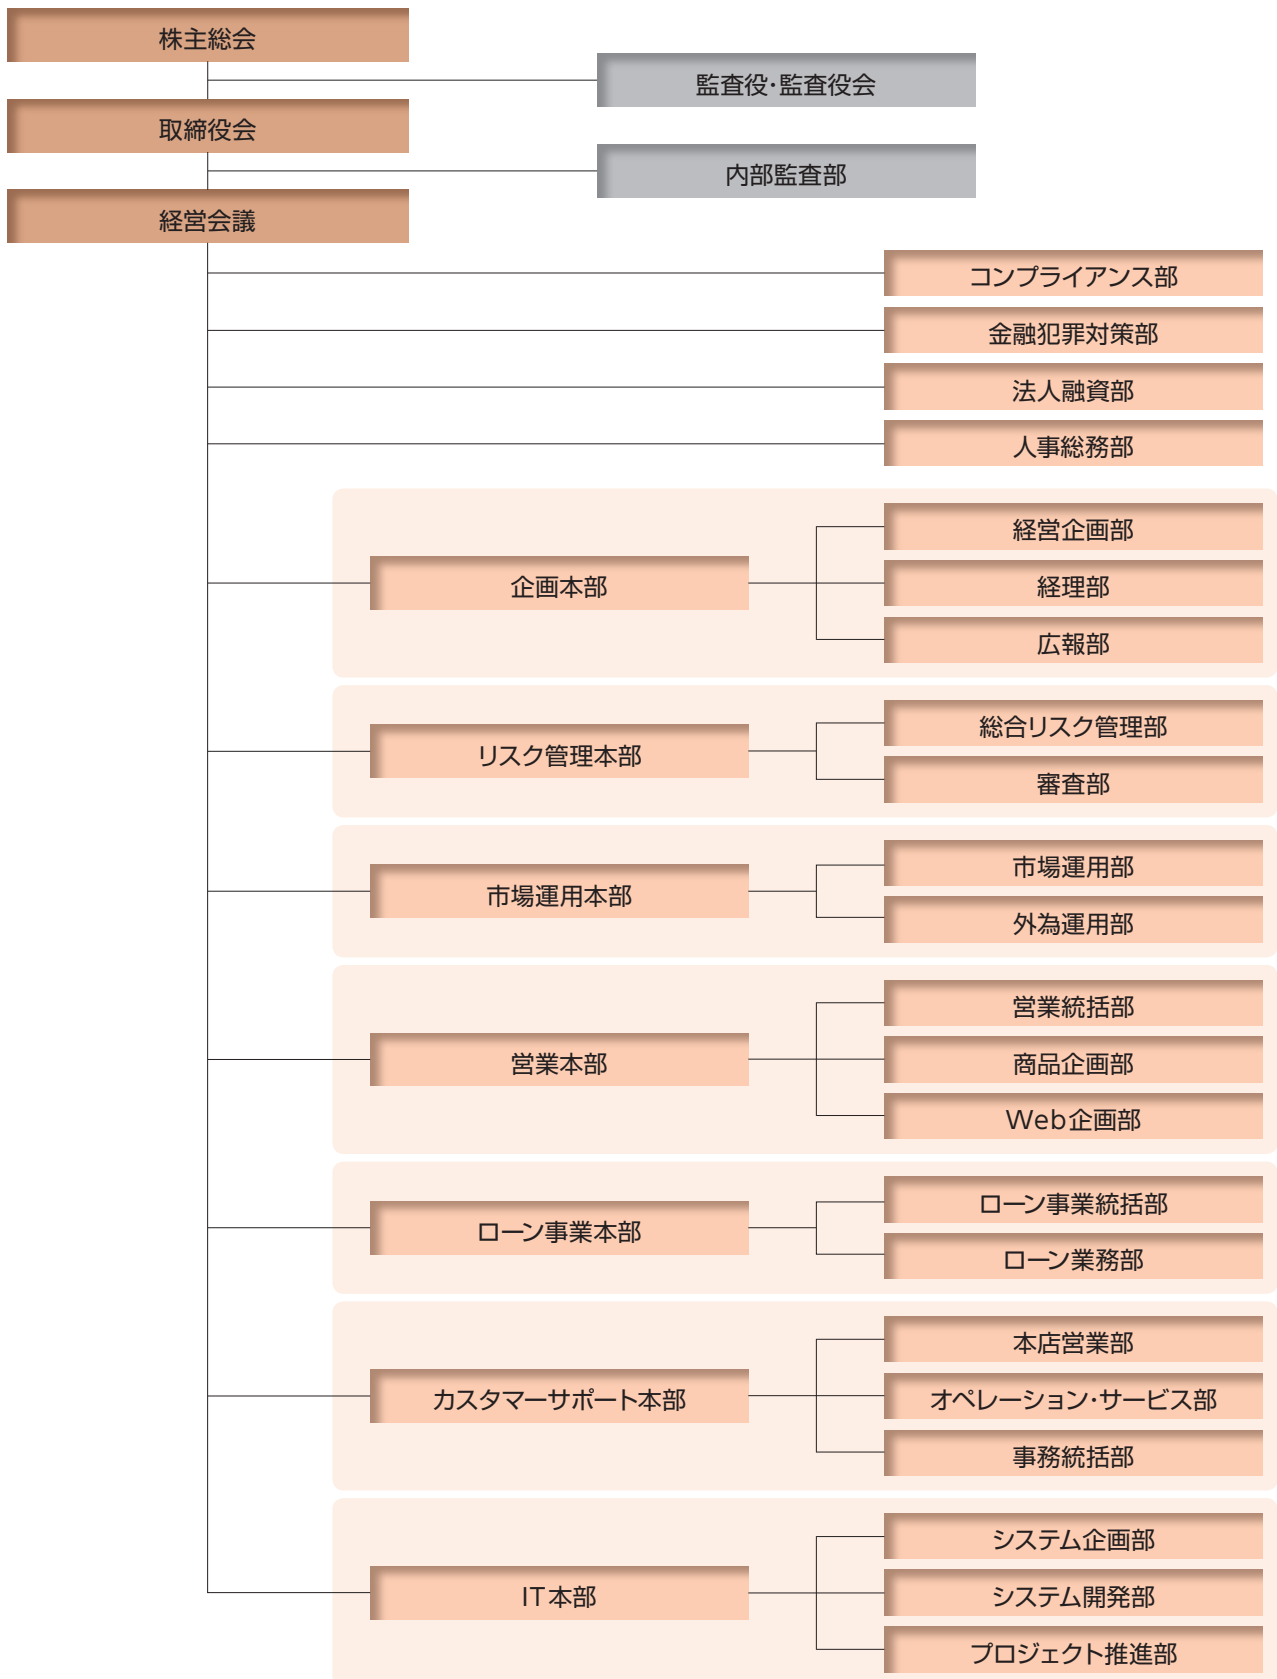 株主総会
監査役・監査役会
取締役会
内部監査部
経営会議
コンプライアンス部
金融犯罪対策部
法人融資部
人事総務部
企画本部
経営企画部
経理部
広報部
リスク管理本部
総合リスク管理部
審査部
市場運用本部
市場運用部
外為運用部
営業本部
営業統括部
商品企画部
Web企画部
ローン事業本部
ローン事業統括部
ローン業務部
カスタマーサポート本部
本店営業部
オペレーション・サービス部
事務統括部
IT本部
システム企画部
システム開発部
プロジェクト推進部